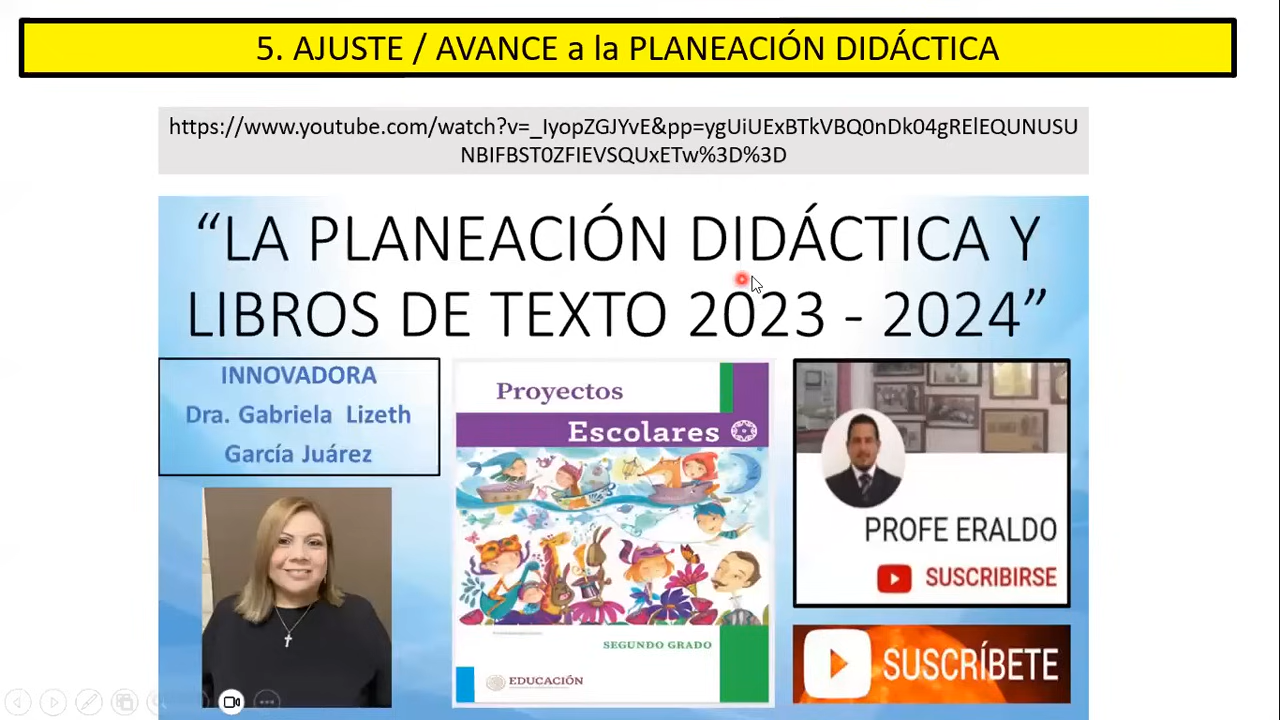 5. AJUSTE / AVANCE a la PLANEACIÓN DIDÁCTICA
https://www.youtube.com/watch?v=_IyopZGJYvE&pp=ygUiUExBTkVBQ0nDk04gRElEQUNUSU
NBIFBST0ZFIEVSQUxETw%3D%3D
“LA PLANEACIÓN DIDÁCTICA Y
LIBROS DE TEXTO 2023 - 2024”
INNOVADORA
Dra. Gabriela Lizeth
García Juárez
Proyectos
Escolares
SEGUNDO GRADO
EDUCACIÓN
PROFE ERALDO
SUSCRIBIRSE
SUSCRÍBETE